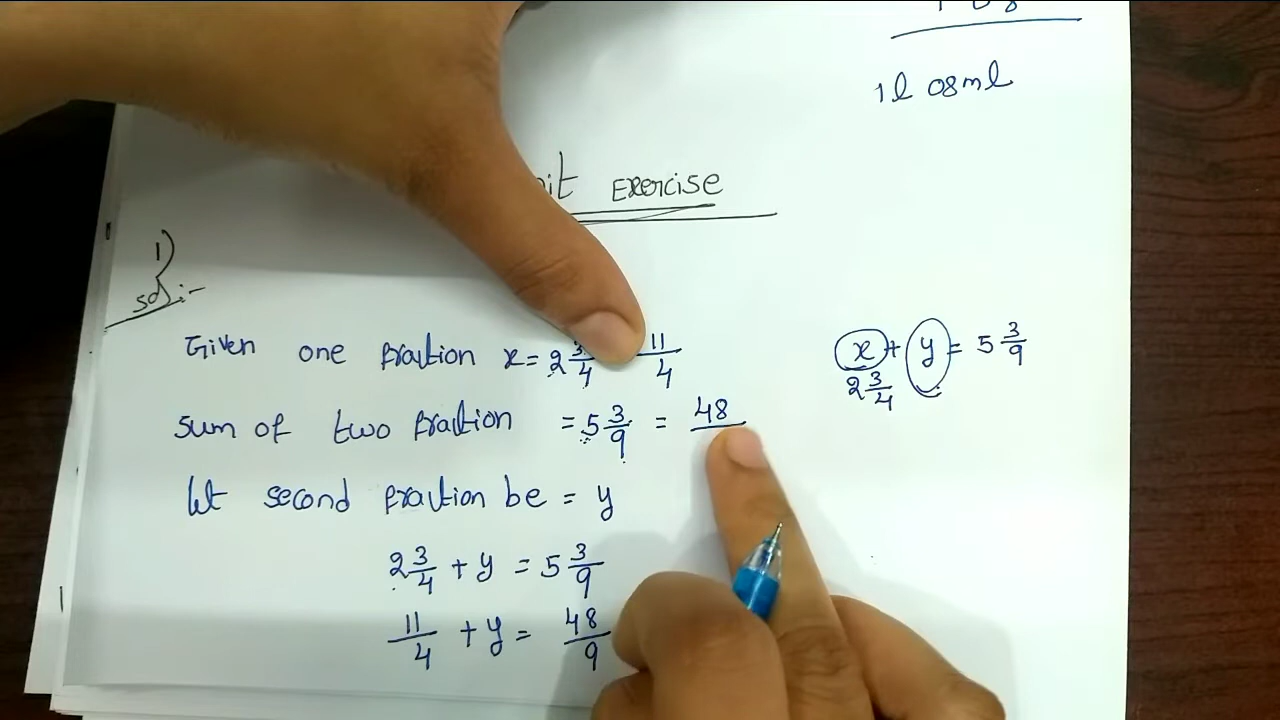 1l 08ml
Exercise
1)
sol:-
Given one fraction x = 2 3/4 11/4
x + y = 5 3/9
2 3/4
Sum of two fraction = 5 3/9 = 48
let second fraction be = y
2 3/4 + y = 5 3/9
11/4 + y = 48/9